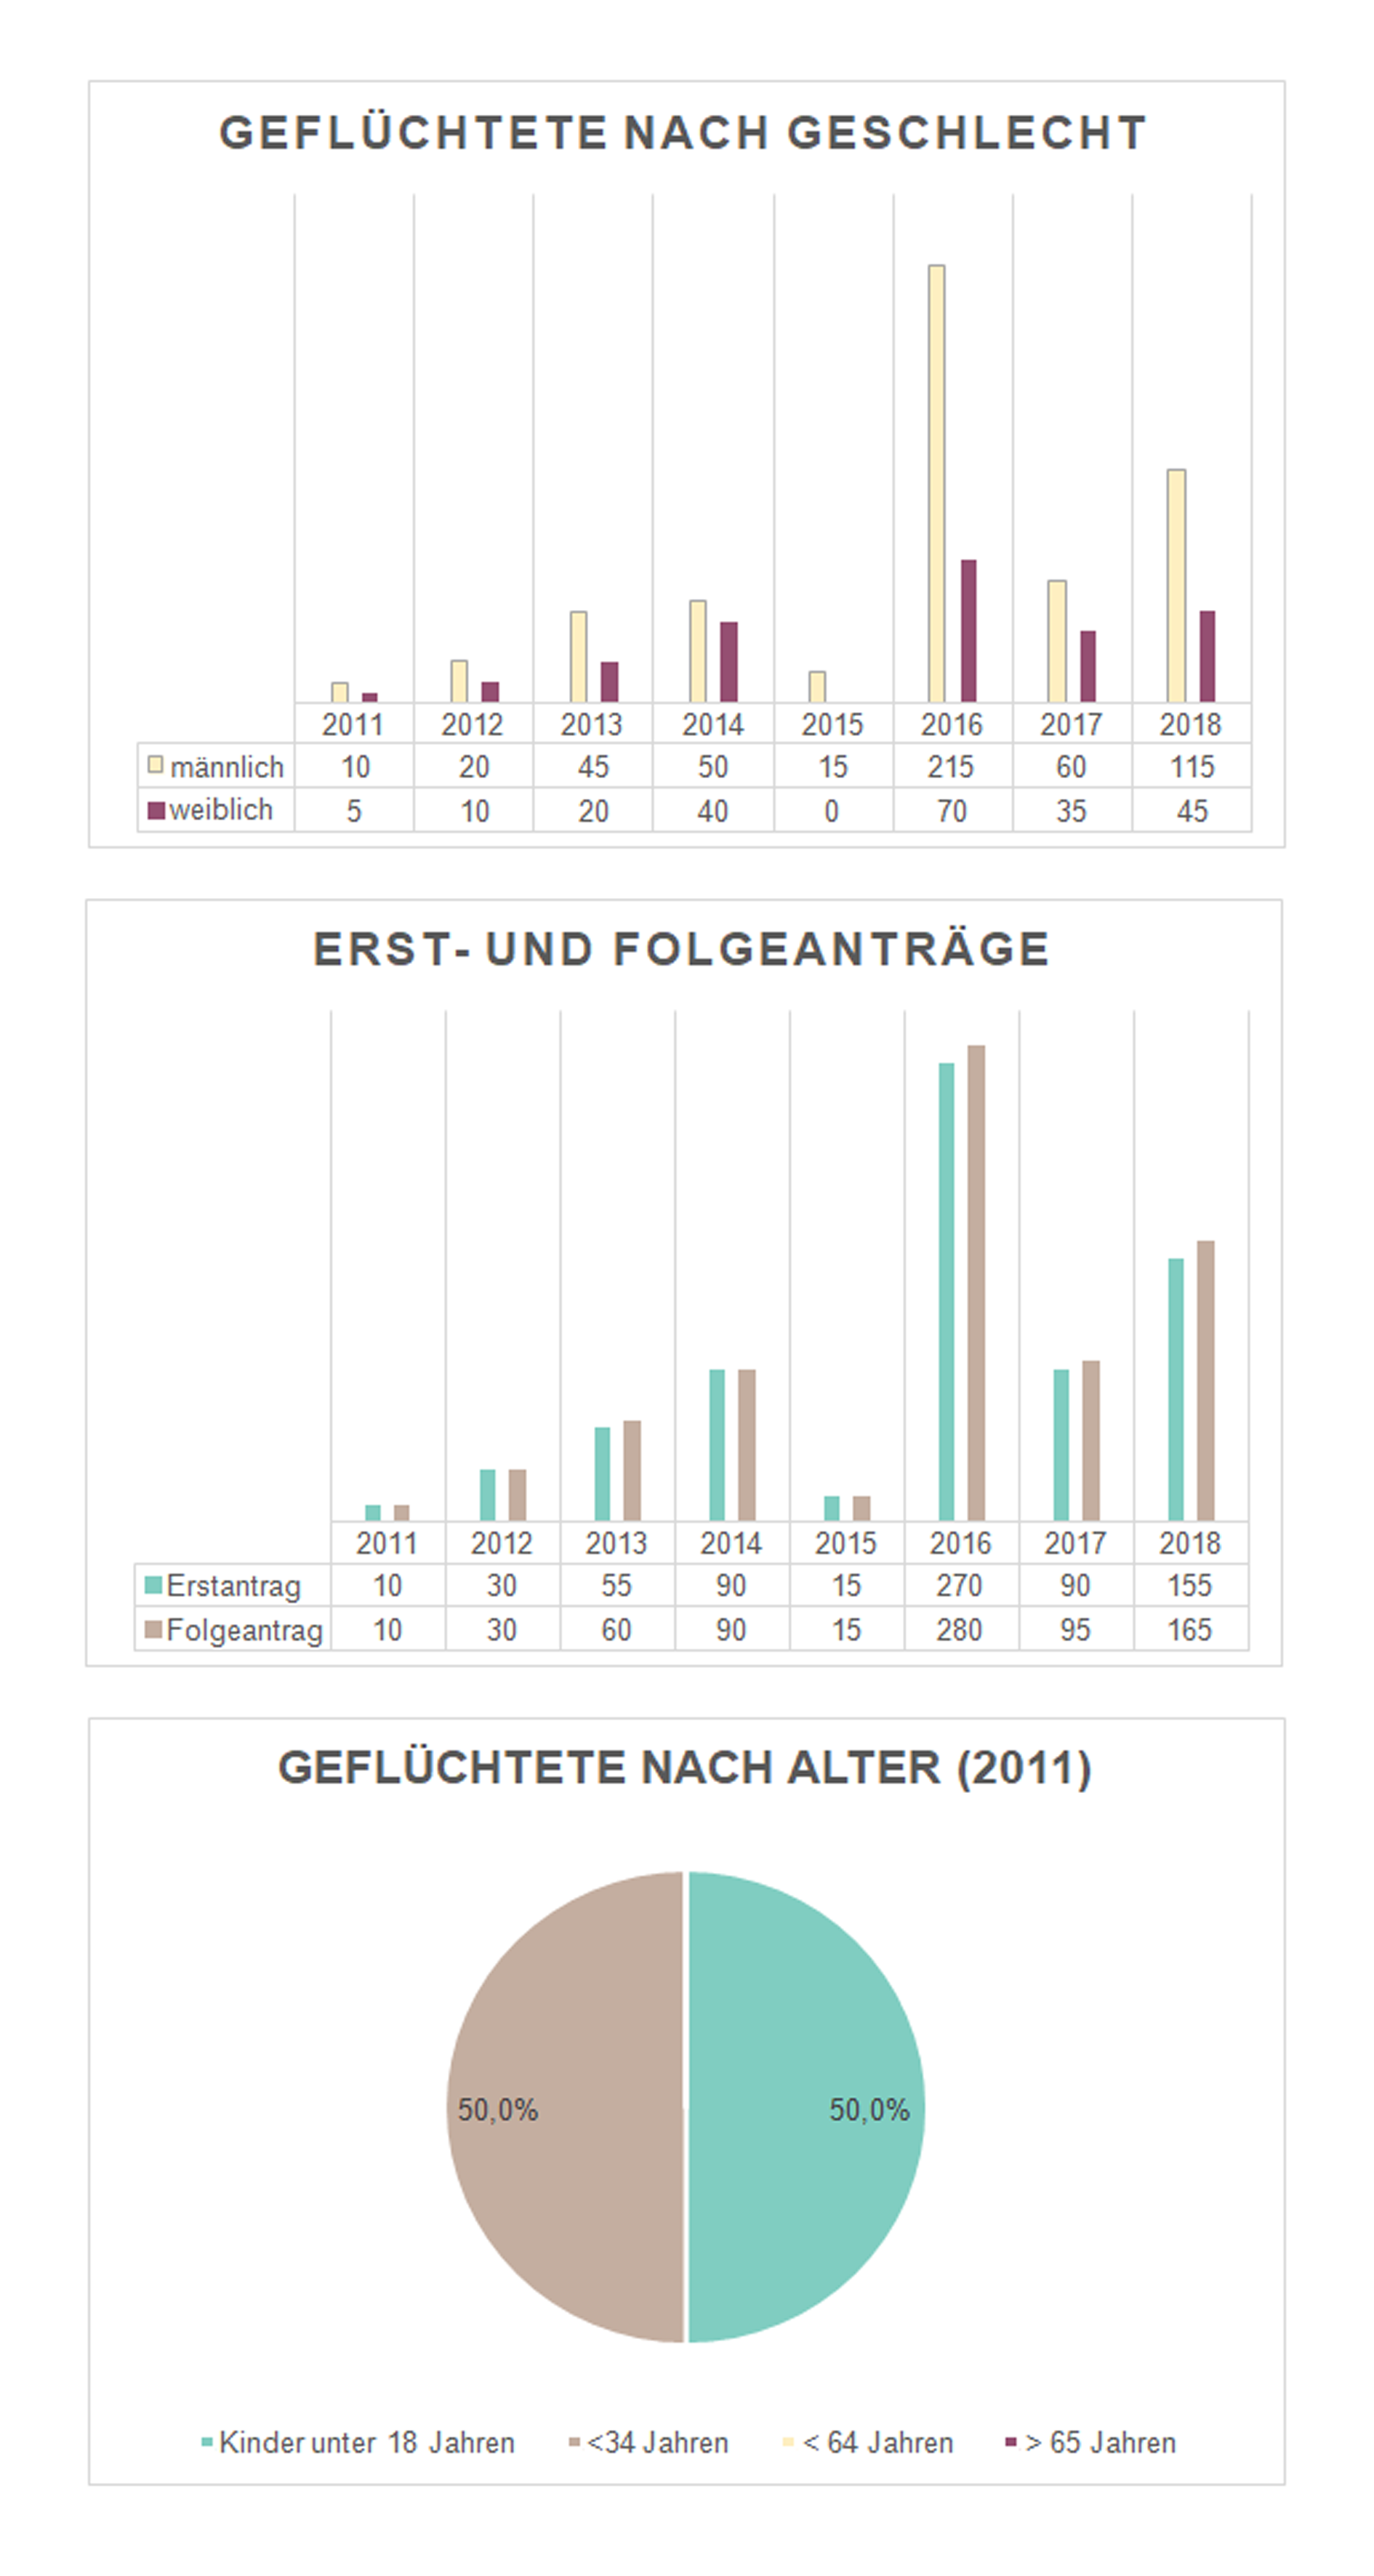 GEFLÜCHTETE NACH GESCHLECHT
2011 2012 2013 2014 2015 2016 2017 2018
männlich 10 20 45 50 15 215 60 115
weiblich 5 10 20 40 0 70 35 45
ERST- UND FOLGEANTRÄGE
2011 2012 2013 2014 2015 2016 2017 2018
Erstantrag 10 30 55 90 15 270 90 155
Folgeantrag 10 30 60 90 15 280 95 165
GEFLÜCHTETE NACH ALTER (2011)
50,0% 50,0%
Kinder unter 18 Jahren <34 Jahren < 64 Jahren > 65 Jahren